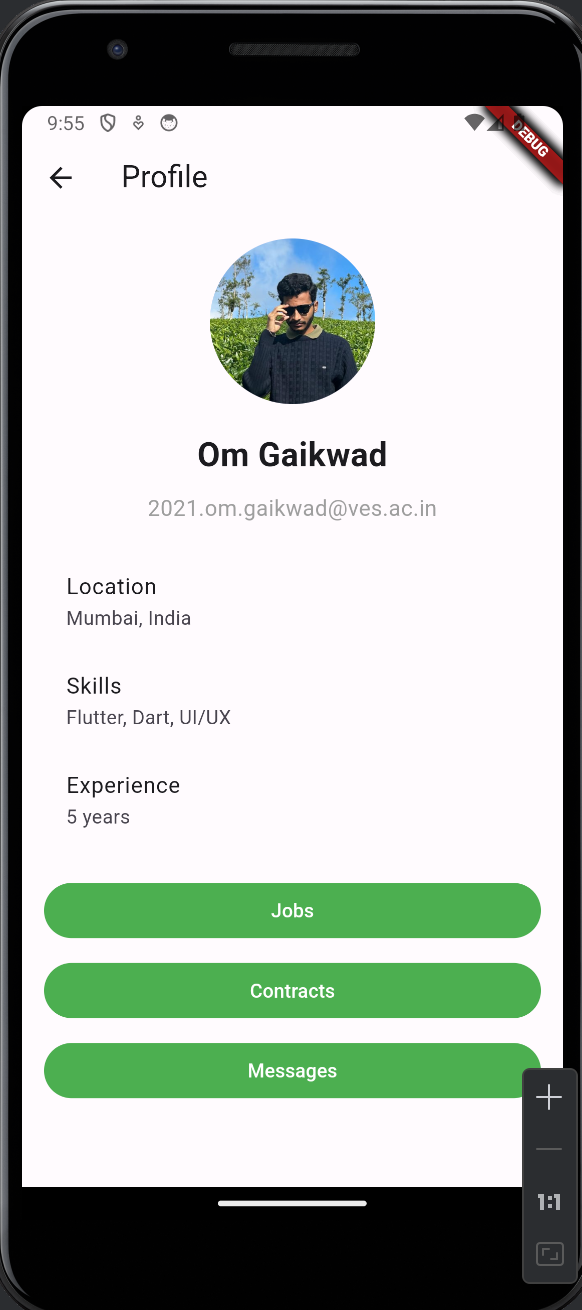 9:55
DEBUG
Profile
Om Gaikwad
2021.om.gaikwad@ves.ac.in
Location
Mumbai, India
Skills
Flutter, Dart, UI/UX
Experience
5 years
Jobs
Contracts
Messages
1:1